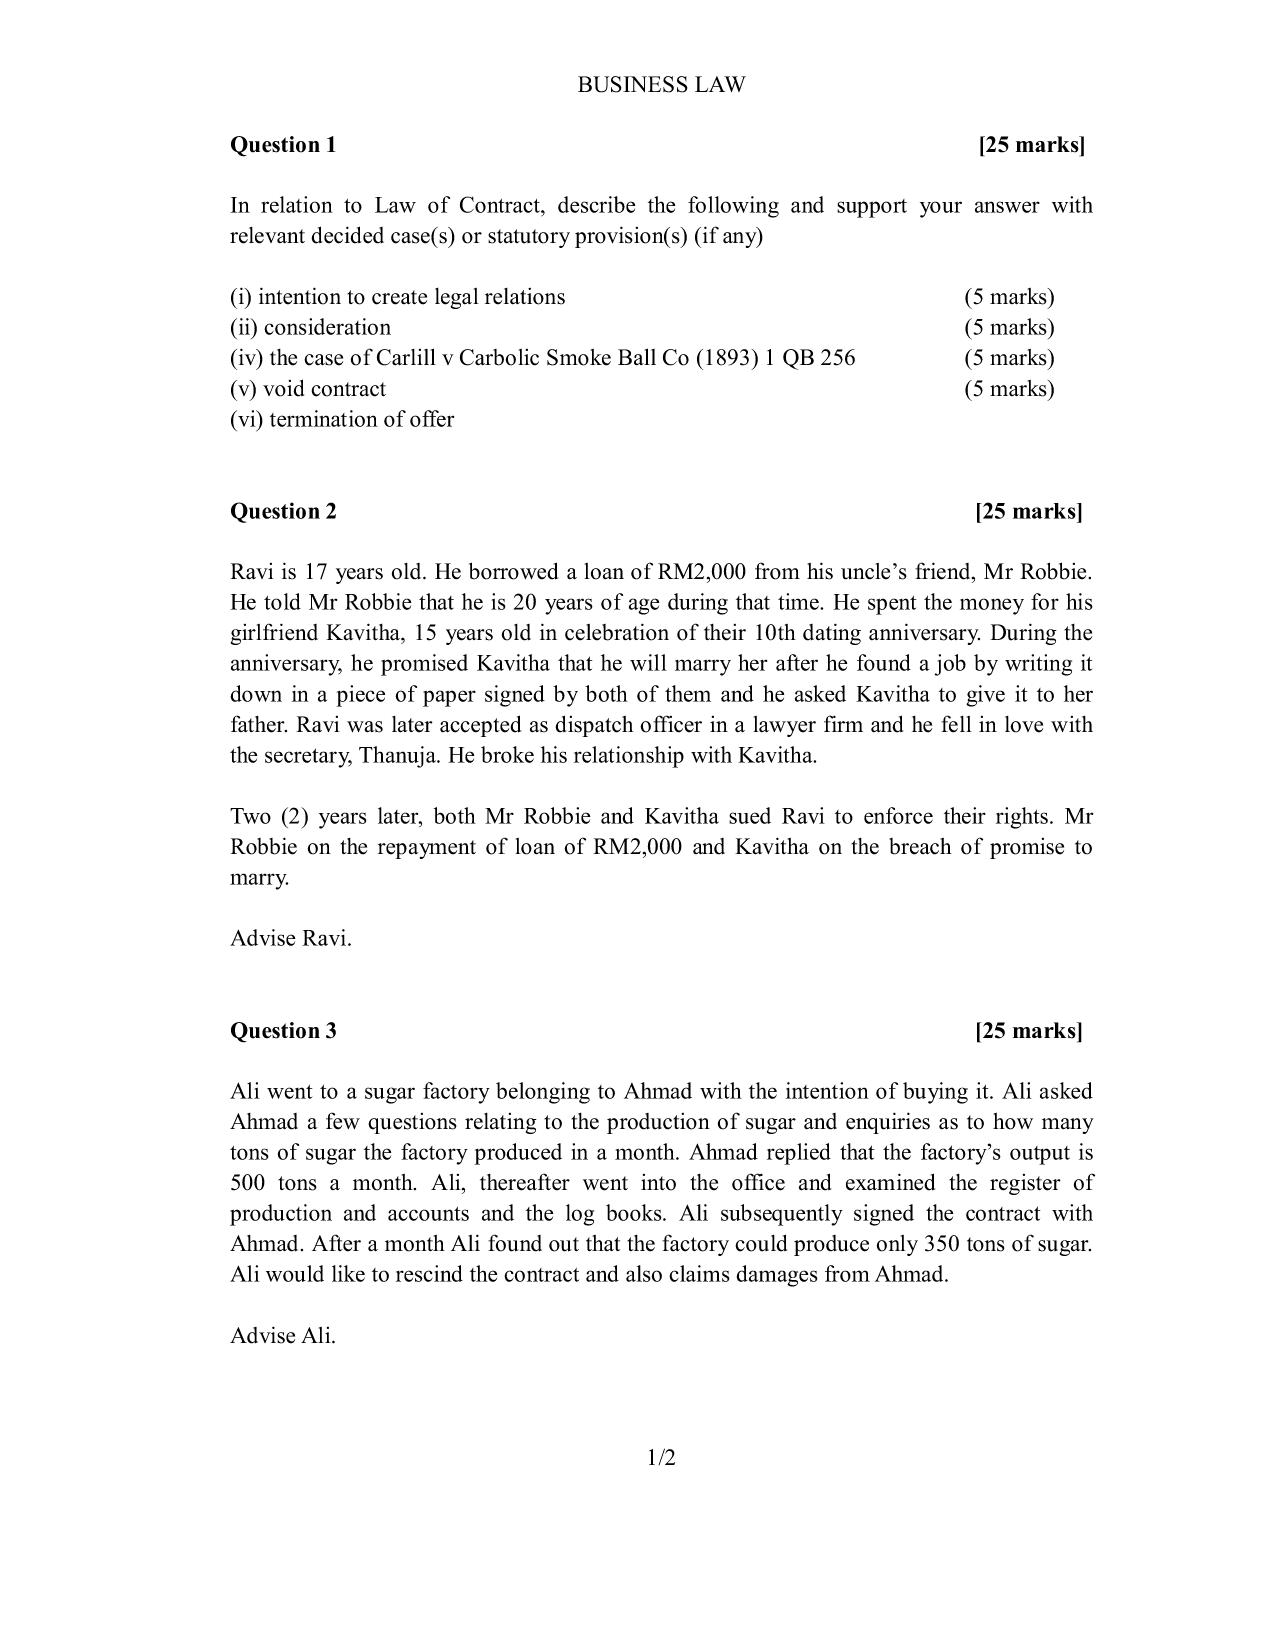 BUSINESS LAW
Question 1 [25 marks]
In relation to Law of Contract, describe the following and support your answer with
relevant decided case(s) or statutory provision(s) (if any)
(i) intention to create legal relations (5 marks)
(ii) consideration (5 marks)
(iv) the case of Carlill v Carbolic Smoke Ball Co (1893) 1 QB 256 (5 marks)
(v) void contract (5 marks)
(vi) termination of offer
Question 2 [25 marks]
Ravi is 17 years old. He borrowed a loan of RM2,000 from his uncle’s friend, Mr Robbie.
He told Mr Robbie that he is 20 years of age during that time. He spent the money for his
girlfriend Kavitha, 15 years old in celebration of their 10th dating anniversary. During the
anniversary, he promised Kavitha that he will marry her after he found a job by writing it
down in a piece of paper signed by both of them and he asked Kavitha to give it to her
father. Ravi was later accepted as dispatch officer in a lawyer firm and he fell in love with
the secretary, Thanuja. He broke his relationship with Kavitha.
Two (2) years later, both Mr Robbie and Kavitha sued Ravi to enforce their rights. Mr
Robbie on the repayment of loan of RM2,000 and Kavitha on the breach of promise to
marry.
Advise Ravi.
Question 3 [25 marks]
Ali went to a sugar factory belonging to Ahmad with the intention of buying it. Ali asked
Ahmad a few questions relating to the production of sugar and enquiries as to how many
tons of sugar the factory produced in a month. Ahmad replied that the factory’s output is
500 tons a month. Ali, thereafter went into the office and examined the register of
production and accounts and the log books. Ali subsequently signed the contract with
Ahmad. After a month Ali found out that the factory could produce only 350 tons of sugar.
Ali would like to rescind the contract and also claims damages from Ahmad.
Advise Ali.
1/2